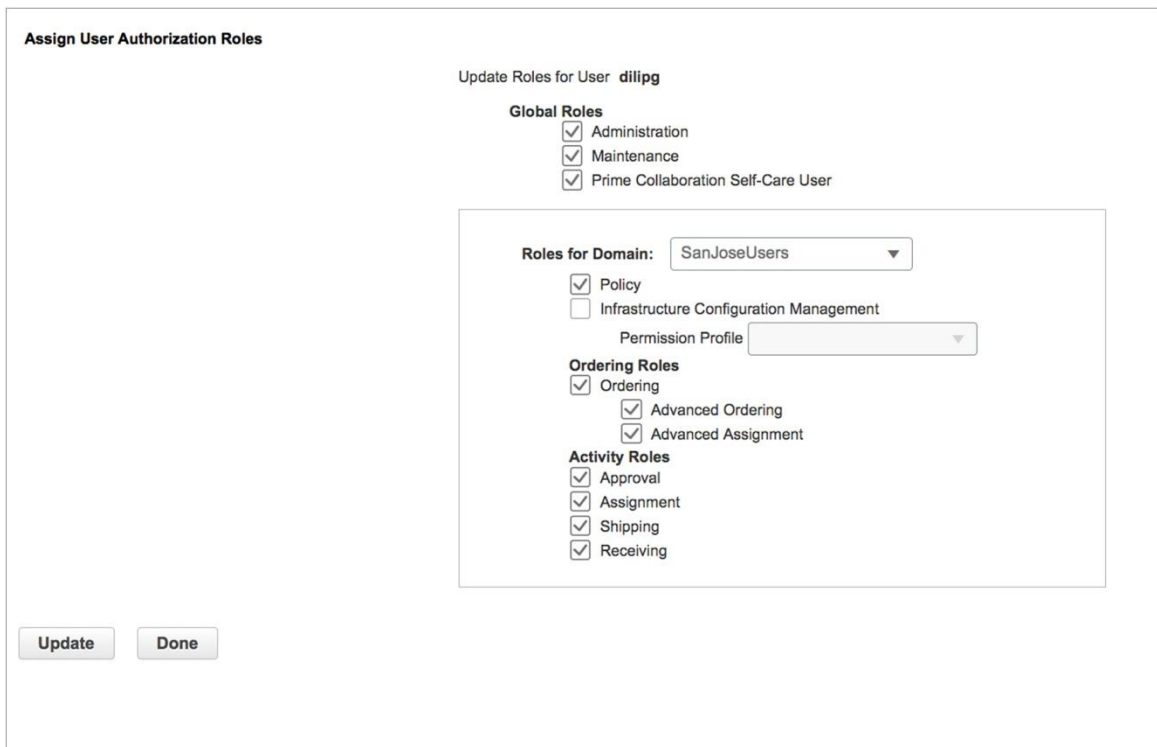 Assign User Authorization Roles
Update Roles for User dilipg
Global Roles
Administration
Maintenance
Prime Collaboration Self-Care User
Roles for Domain: SanJoseUsers
Policy
Infrastructure Configuration Management
Permission Profile
Ordering Roles
Ordering
Advanced Ordering
Advanced Assignment
Activity Roles
Approval
Assignment
Shipping
Receiving
Update Done